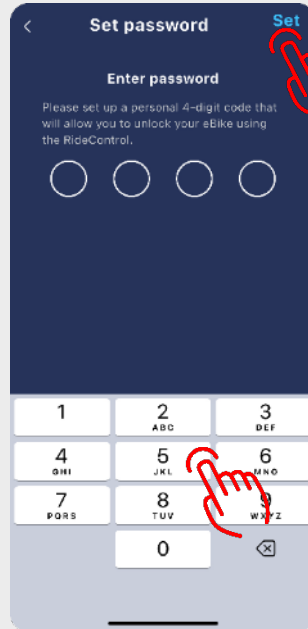 Set password
Set
Enter password
Please set up a personal 4-digit code that
will allow you to unlock your eBike using
the RideControl.
1
2
3
ABC
DEF
4
5
6
GHI
JKL
MNO
7
8
9
PQRS
TUV
WXYZ
0